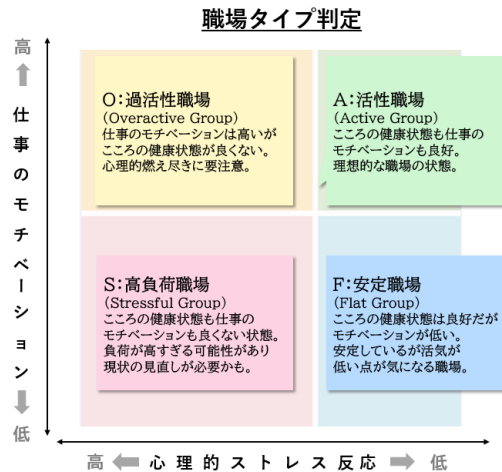 職場タイプ判定
高
仕事のモチベーション
低
O：過活性職場
(Overactive Group)
仕事のモチベーションは高いが
こころの健康状態が良くない。
心理的燃え尽きに要注意。
A：活性職場
(Active Group)
こころの健康状態も仕事の
モチベーションも良好。
理想的な職場の状態。
S：高負荷職場
(Stressful Group)
こころの健康状態も仕事の
モチベーションも良くない状態。
負荷が高すぎる可能性があり
現状の見直しが必要かも。
F：安定職場
(Flat Group)
こころの健康状態は良好だが
モチベーションが低い。
安定しているが活気が
低い点が気になる職場。
高 心理的ストレス反応 低